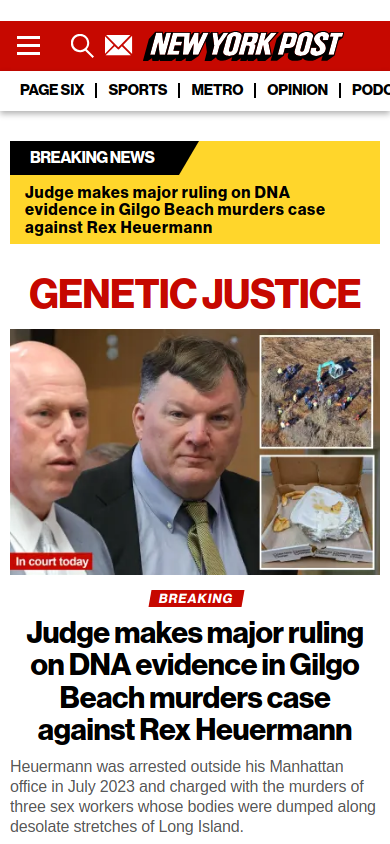 NEW YORK POST
PAGE SIX | SPORTS | METRO | OPINION |
BREAKING NEWS
Judge makes major ruling on DNA
evidence in Gilgo Beach murders case
against Rex Heuermann
GENETIC JUSTICE
In court today
BREAKING
Judge makes major ruling
on DNA evidence in Gilgo
Beach murders case
against Rex Heuermann
Heuermann was arrested outside his Manhattan
office in July 2023 and charged with the murders of
three sex workers whose bodies were dumped along
desolate stretches of Long Island.